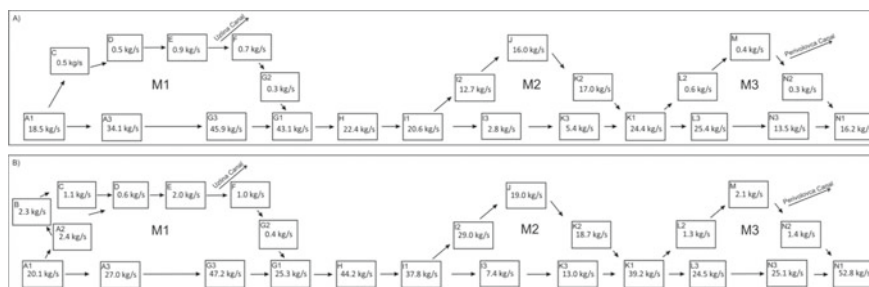 A)
C
0.5 kg/s
D
0.5 kg/s
E
0.9 kg/s
Uzlina Canal
F
0.7 kg/s
M1
G2
0.3 kg/s
A1
18.5 kg/s
A3
34.1 kg/s
G3
45.9 kg/s
G1
43.1 kg/s
H
22.4 kg/s
I1
20.6 kg/s
I2
12.7 kg/s
J
16.0 kg/s
M2
K2
17.0 kg/s
I3
2.8 kg/s
K3
5.4 kg/s
K1
24.4 kg/s
L2
0.6 kg/s
M
0.4 kg/s
Perivolovca Canal
M3
N2
0.3 kg/s
L3
25.4 kg/s
N3
13.5 kg/s
N1
16.2 kg/s
B)
B
2.3 kg/s
C
1.1 kg/s
D
0.6 kg/s
E
2.0 kg/s
Uzlina Canal
F
1.0 kg/s
A2
2.4 kg/s
M1
G2
0.4 kg/s
A1
20.1 kg/s
A3
27.0 kg/s
G3
47.2 kg/s
G1
25.3 kg/s
H
44.2 kg/s
I1
37.8 kg/s
I2
29.0 kg/s
J
19.0 kg/s
M2
K2
18.7 kg/s
I3
7.4 kg/s
K3
13.0 kg/s
K1
39.2 kg/s
L2
1.3 kg/s
M
2.1 kg/s
Perivolovca Canal
M3
N2
1.4 kg/s
L3
24.5 kg/s
N3
25.1 kg/s
N1
52.8 kg/s